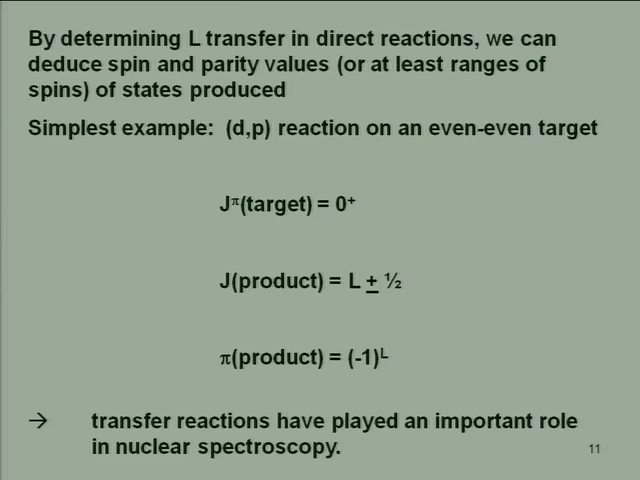 By determining L transfer in direct reactions, we can
deduce spin and parity values (or at least ranges of
spins) of states produced
Simplest example: (d,p) reaction on an even-even target
Jπ(target) = 0⁺
J(product) = L ± ½
π(product) = (-1)ᴸ
→ transfer reactions have played an important role
in nuclear spectroscopy.
11